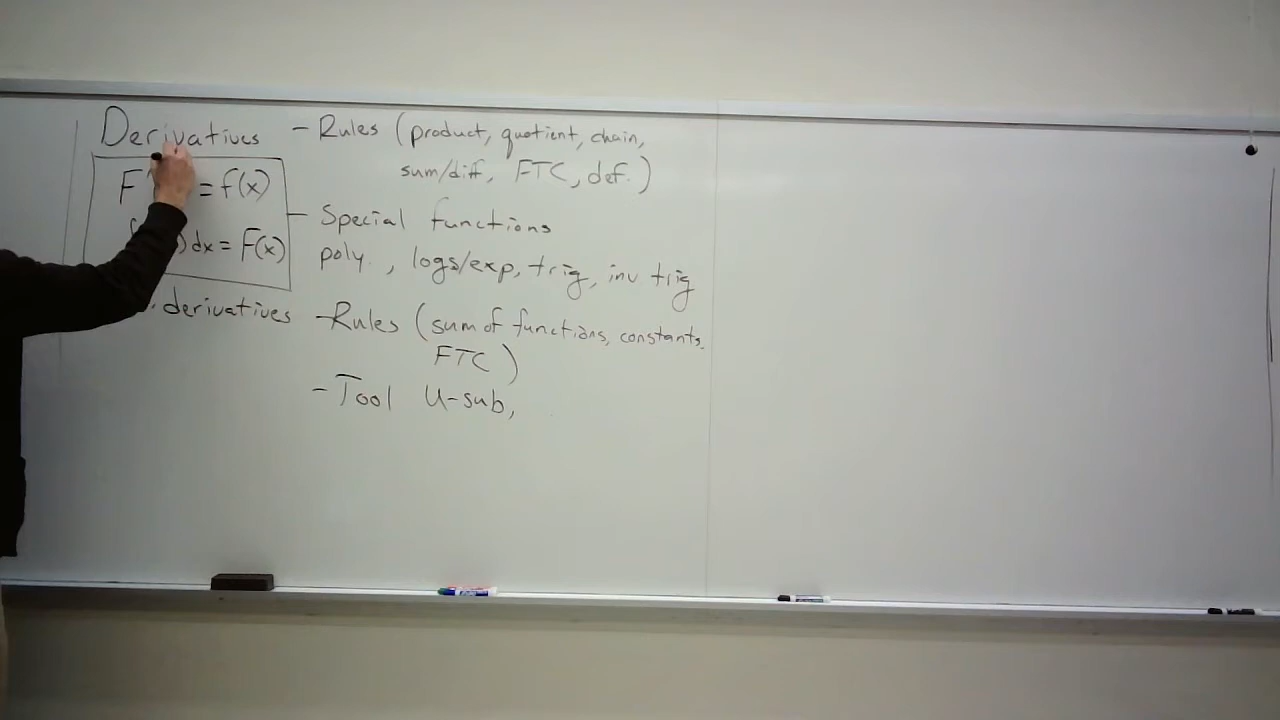 Derivatives - Rules (product, quotient, chain,
sum/diff, FTC, def.)
F' = f(x)
- Special functions
dx = F(x)
poly., logs/exp, trig, inv trig
derivatives - Rules (sum of functions, constants,
FTC)
- Tool u-sub,